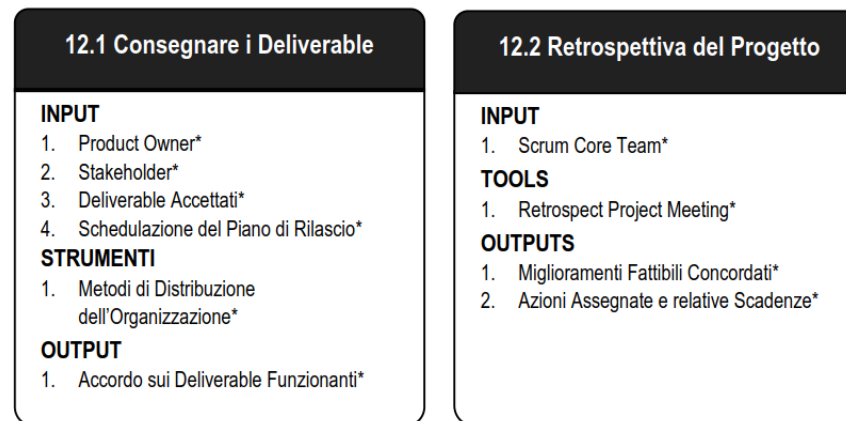 12.1 Consegnare i Deliverable
INPUT
1. Product Owner*
2. Stakeholder*
3. Deliverable Accettati*
4. Schedulazione del Piano di Rilascio*
STRUMENTI
1. Metodi di Distribuzione
dell’Organizzazione*
OUTPUT
1. Accordo sui Deliverable Funzionanti*
12.2 Retrospettiva del Progetto
INPUT
1. Scrum Core Team*
TOOLS
1. Retrospect Project Meeting*
OUTPUTS
1. Miglioramenti Fattibili Concordati*
2. Azioni Assegnate e relative Scadenze*